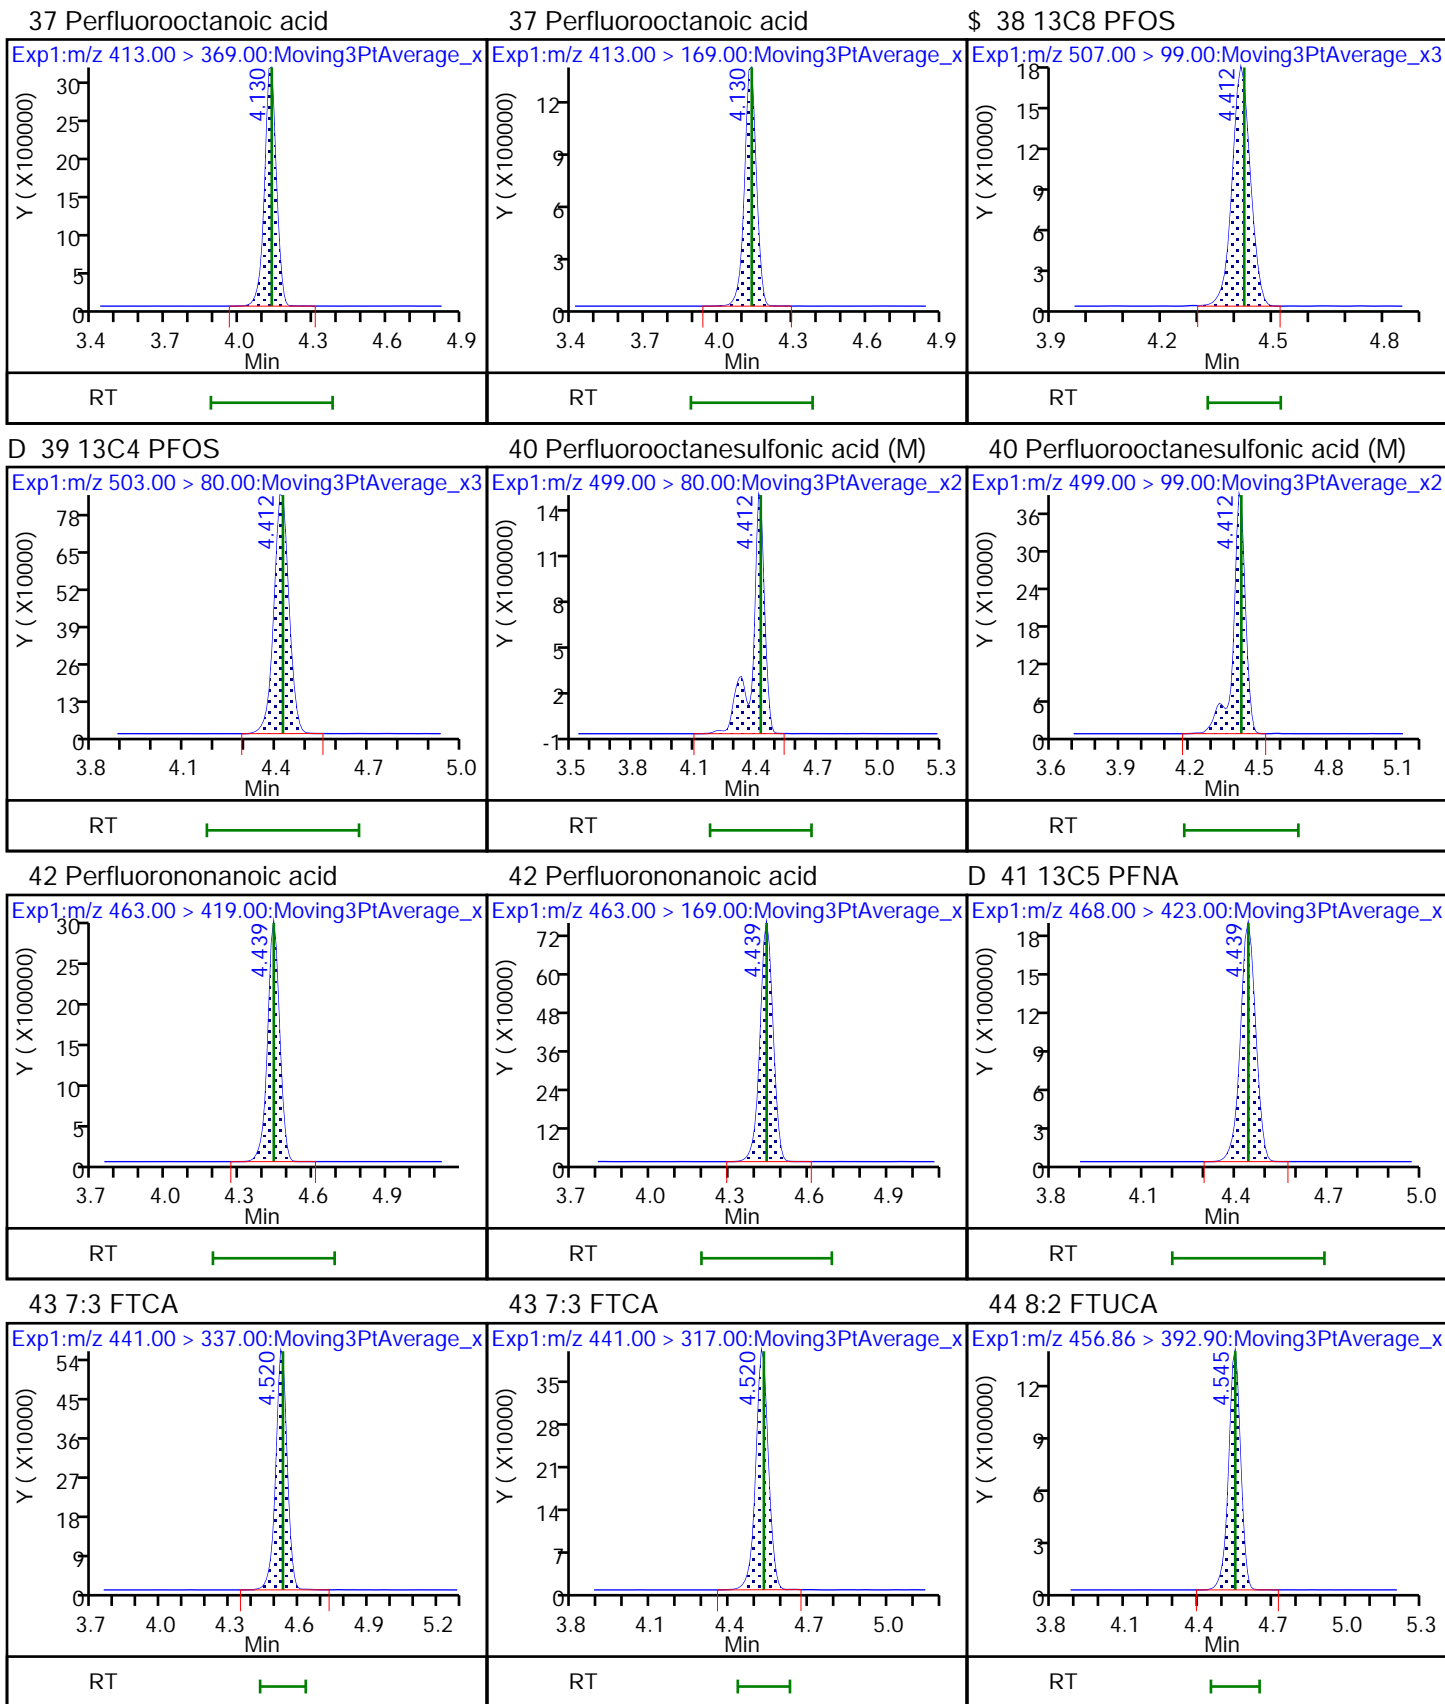 37 Perfluorooctanoic acid
Exp1:m/z 413.00 > 369.00:Moving3PtAverage_x
Y ( X100000)
30
25
20
15
10
5
0
4.130
3.4 3.7 4.0 4.3 4.6 4.9
Min
RT
37 Perfluorooctanoic acid
Exp1:m/z 413.00 > 169.00:Moving3PtAverage_x
Y ( X100000)
12
9
6
3
0
4.130
3.4 3.7 4.0 4.3 4.6 4.9
Min
RT
$ 38 13C8 PFOS
Exp1:m/z 507.00 > 99.00:Moving3PtAverage_x3
Y ( X100000)
18
15
12
9
6
3
0
4.412
3.9 4.2 4.5 4.8
Min
RT
D 39 13C4 PFOS
Exp1:m/z 503.00 > 80.00:Moving3PtAverage_x3
Y ( X10000)
78
65
52
39
26
13
0
4.412
3.8 4.1 4.4 4.7 5.0
Min
RT
40 Perfluorooctanesulfonic acid (M)
Exp1:m/z 499.00 > 80.00:Moving3PtAverage_x2
Y ( X100000)
14
11
8
5
2
-1
4.412
3.5 3.8 4.1 4.4 4.7 5.0 5.3
Min
RT
40 Perfluorooctanesulfonic acid (M)
Exp1:m/z 499.00 > 99.00:Moving3PtAverage_x2
Y ( X10000)
36
30
24
18
12
6
0
4.412
3.6 3.9 4.2 4.5 4.8 5.1
Min
RT
42 Perfluorononanoic acid
Exp1:m/z 463.00 > 419.00:Moving3PtAverage_x
Y ( X100000)
30
25
20
15
10
5
0
4.439
3.7 4.0 4.3 4.6 4.9
Min
RT
42 Perfluorononanoic acid
Exp1:m/z 463.00 > 169.00:Moving3PtAverage_x
Y ( X10000)
72
60
48
36
24
12
0
4.439
3.7 4.0 4.3 4.6 4.9
Min
RT
D 41 13C5 PFNA
Exp1:m/z 468.00 > 423.00:Moving3PtAverage_x
Y ( X100000)
18
15
12
9
6
3
0
4.439
3.8 4.1 4.4 4.7 5.0
Min
RT
43 7:3 FTCA
Exp1:m/z 441.00 > 337.00:Moving3PtAverage_x
Y ( X10000)
54
45
36
27
18
9
0
4.520
3.7 4.0 4.3 4.6 4.9 5.2
Min
RT
43 7:3 FTCA
Exp1:m/z 441.00 > 317.00:Moving3PtAverage_x
Y ( X10000)
35
28
21
14
7
0
4.520
3.8 4.1 4.4 4.7 5.0
Min
RT
44 8:2 FTUCA
Exp1:m/z 456.86 > 392.90:Moving3PtAverage_x
Y ( X100000)
12
9
6
3
0
4.545
3.8 4.1 4.4 4.7 5.0 5.3
Min
RT